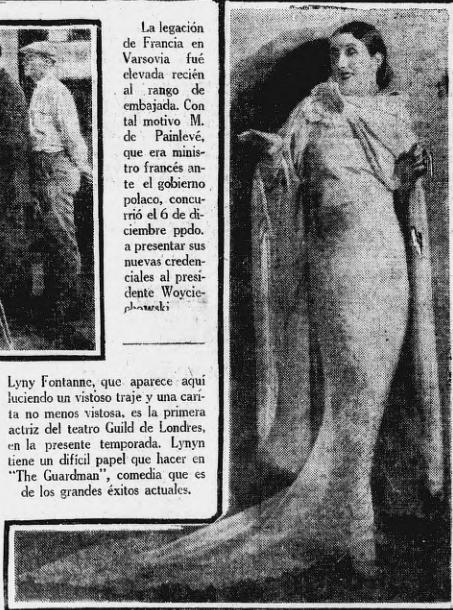 La legación
de Francia en
Varsovia fué
elevada recién
al rango de
embajada. Con
tal motivo M.
de Painlevé,
que era minis-
tro francés an-
te el gobierno
polaco, concu-
rrió el 6 de di-
ciembre ppdo.
a presentar sus
nuevas creden-
ciales al presi-
dente Woycie-
chowski
Lyny Fontanne, que aparece aquí
luciendo un vistoso traje y una cari-
ta no menos vistosa, es la primera
actriz del teatro Guild de Londres,
en la presente temporada. Lynyn
tiene un difícil papel que hacer en
"The Guardman", comedia que es
de los grandes éxitos actuales.